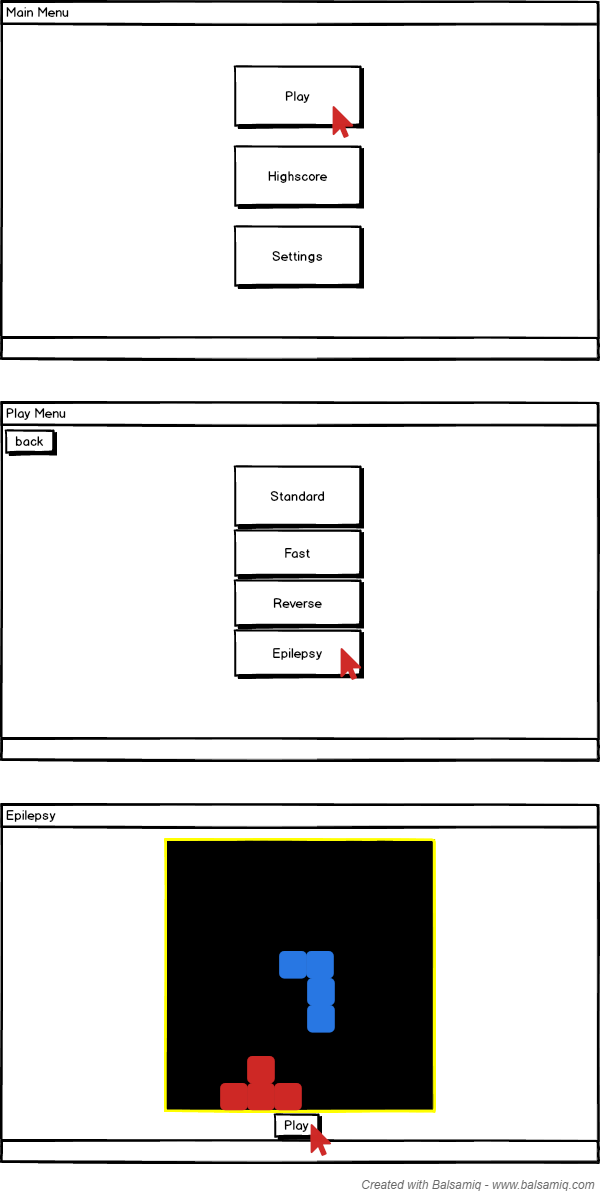 Main Menu
Play
Highscore
Settings
Play Menu
back
Standard
Fast
Reverse
Epilepsy
Epilepsy
Play
Created with Balsamiq - www.balsamiq.com